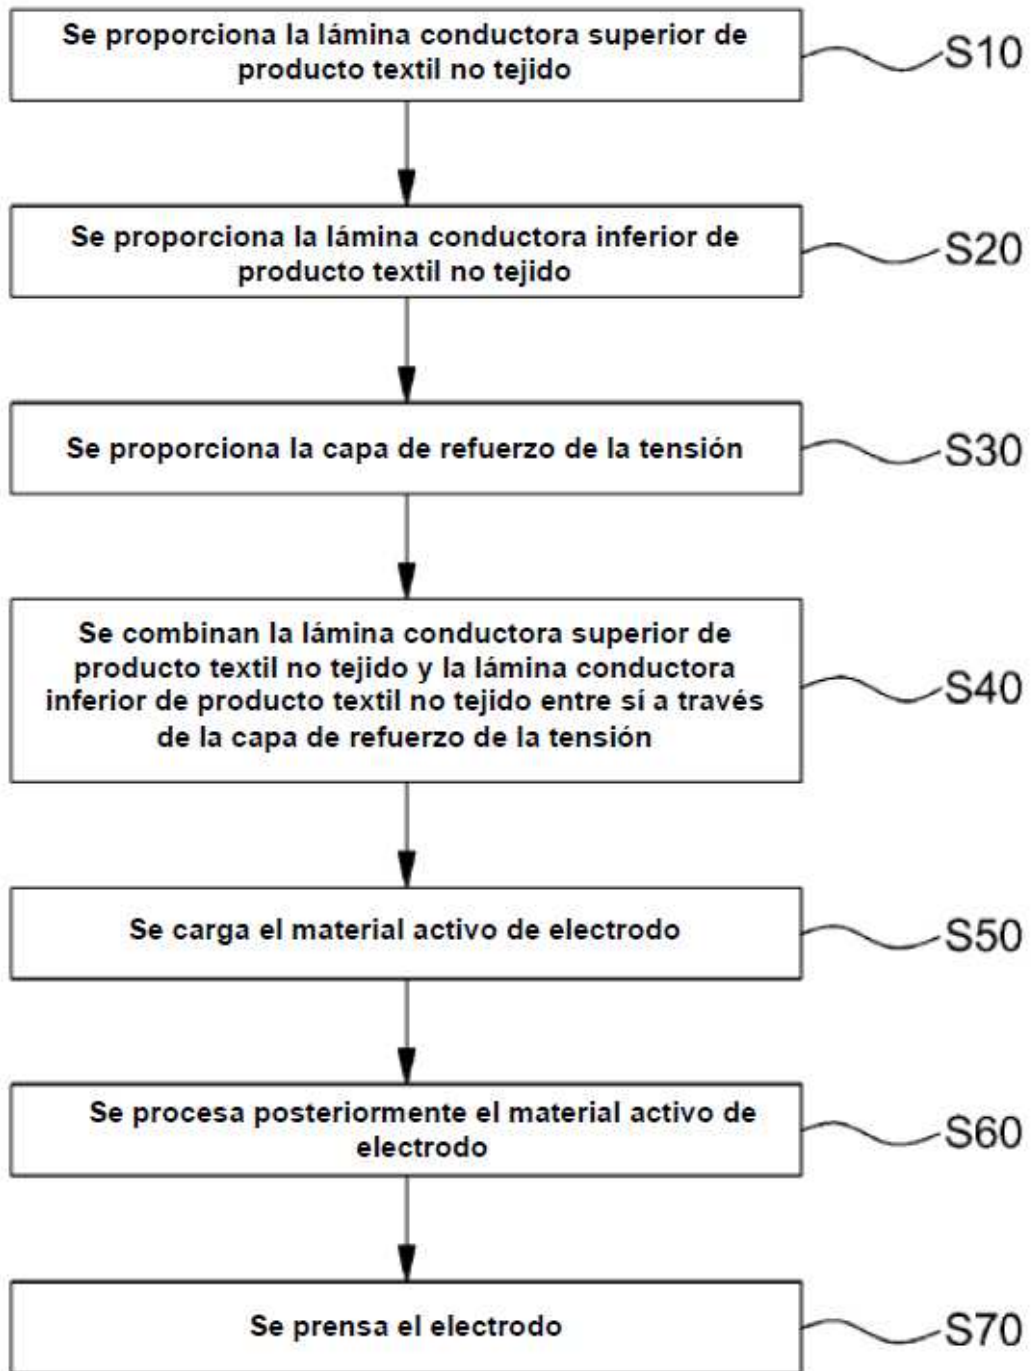 Se proporciona la lámina conductora superior de
producto textil no tejido
S10
Se proporciona la lámina conductora inferior de
producto textil no tejido
S20
Se proporciona la capa de refuerzo de la tensión
S30
Se combinan la lámina conductora superior de
producto textil no tejido y la lámina conductora
inferior de producto textil no tejido entre sí a través
de la capa de refuerzo de la tensión
S40
Se carga el material activo de electrodo
S50
Se procesa posteriormente el material activo de
electrodo
S60
Se prensa el electrodo
S70